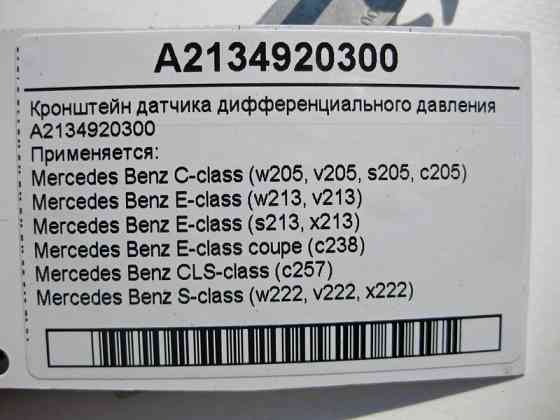 A2134920300
Кронштейн датчика дифференциального давления
A2134920300
Применяется:
Mercedes Benz C-class (w205, v205, s205, c205)
Mercedes Benz E-class (w213, v213)
Mercedes Benz E-class (s213, x213)
Mercedes Benz E-class coupe (c238)
Mercedes Benz CLS-class (c257)
Mercedes Benz S-class (w222, v222, x222)